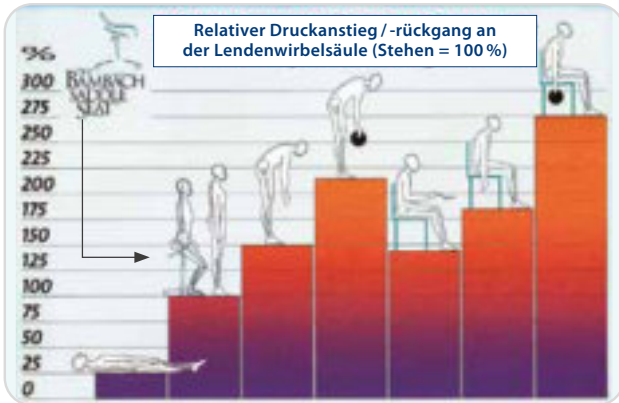 Relativer Druckanstieg / -rückgang an
der Lendenwirbelsäule (Stehen = 100 %)
%
BAMBACH
SADDLE
SEAT
300
275
250
225
200
175
150
125
100
75
50
25
0